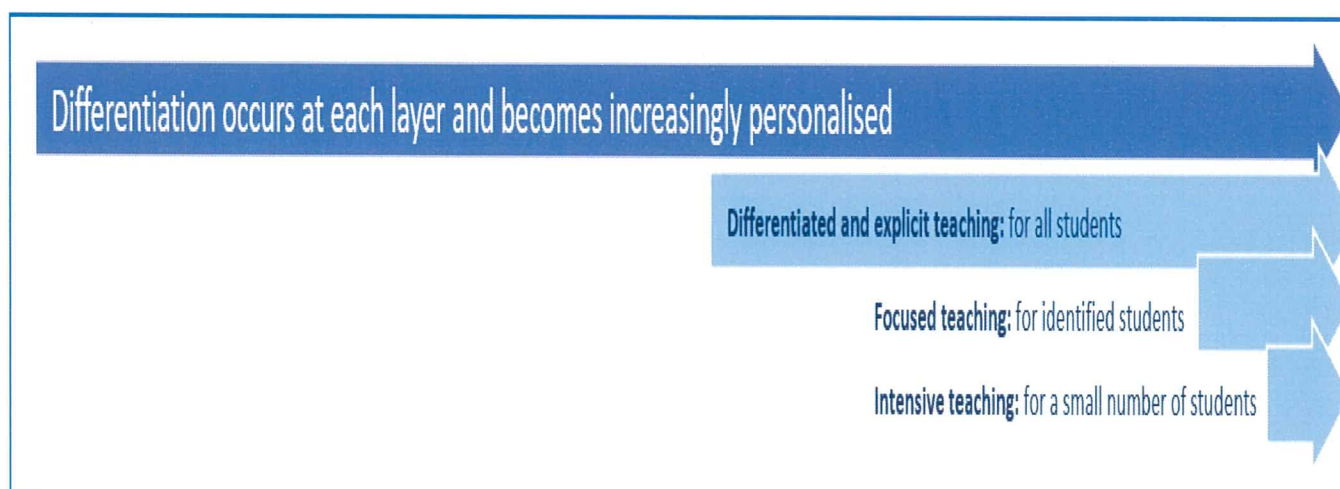 Differentiation occurs at each layer and becomes increasingly personalised
Differentiated and explicit teaching: for all students
Focused teaching: for identified students
Intensive teaching: for a small number of students